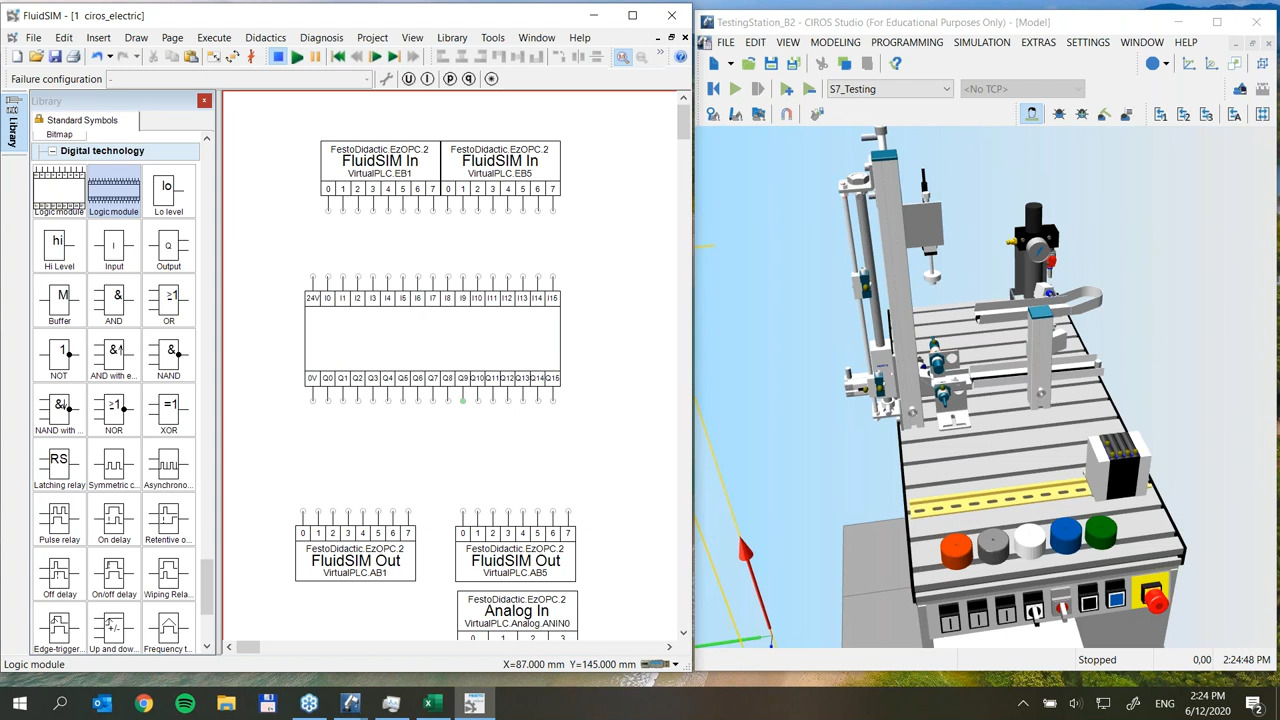 FluidSIM - [1 ciros_electric]
File Edit Insert Draw Page Execute Didactics Diagnosis Project View Library Tools Window Help
Failure configuration -
Library
Library
Standard Symbols
Bitmap
Digital technology
Logic module
Logic module
lo
Lo level
hi
Hi Level
I
Input
Q
Output
M
Buffer
&
AND
≥1
OR
1
NOT
&↑
AND with e...
&
NAND
NAND with ...
≥1
NOR
=1
XOR
RS
Latching relay
Symmetric c...
Asynchrono...
Pulse relay
On delay
Retentive o...
Off delay
On/off delay
Wiping Rela...
+/-
Edge-trigger...
Up and dow...
Frequency t...
FestoDidactic.EzOPC.2 FestoDidactic.EzOPC.2
FluidSIM In FluidSIM In
VirtualPLC.EB1 VirtualPLC.EB5
0 1 2 3 4 5 6 7 0 1 2 3 4 5 6 7
24V I0 I1 I2 I3 I4 I5 I6 I7 I8 I9 I10 I11 I12 I13 I14 I15
0V Q0 Q1 Q2 Q3 Q4 Q5 Q6 Q7 Q8 Q9 Q10 Q11 Q12 Q13 Q14 Q15
0 1 2 3 4 5 6 7 0 1 2 3 4 5 6 7
FestoDidactic.EzOPC.2 FestoDidactic.EzOPC.2
FluidSIM Out FluidSIM Out
VirtualPLC.AB1 VirtualPLC.AB5
Analog In
VirtualPLC.Analog.ANIN0
0 1 2 3
Logic module X=87.000 mm Y=145.000 mm
TestingStation_B2 - CIROS Studio (For Educational Purposes Only) - [Model]
FILE EDIT VIEW MODELING PROGRAMMING SIMULATION EXTRAS SETTINGS WINDOW HELP
S7_Testing <No TCP>
1 2 3 A
Stopped 0,00 2:24:48 PM
ENG
2:24 PM
6/12/2020
2